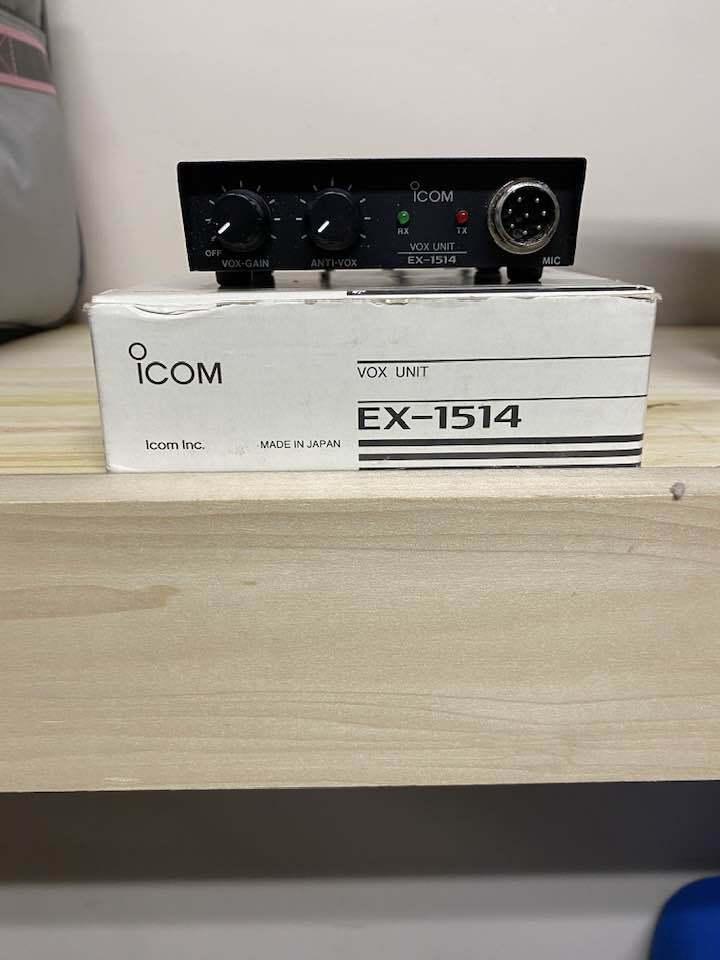 ICOM
RX
TX
OFF
VOX-GAIN
ANTI-VOX
VOX UNIT
EX-1514
MIC
ICOM
VOX UNIT
EX-1514
Icom Inc.
MADE IN JAPAN